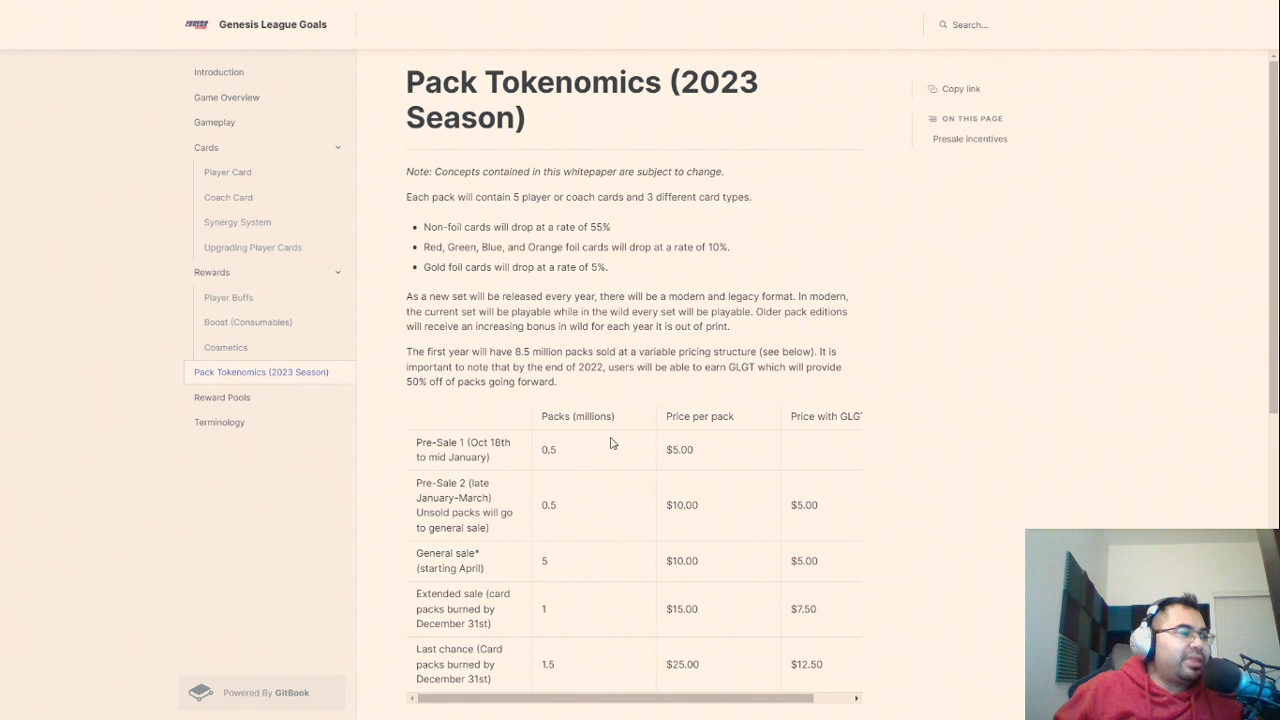 Genesis League Goals
Search...
Introduction
Game Overview
Gameplay
Cards
Player Card
Coach Card
Synergy System
Upgrading Player Cards
Rewards
Player Buffs
Boost (Consumables)
Cosmetics
Pack Tokenomics (2023 Season)
Reward Pools
Terminology
Powered By GitBook
Pack Tokenomics (2023
Season)
Note: Concepts contained in this whitepaper are subject to change.
Each pack will contain 5 player or coach cards and 3 different card types.
• Non-foil cards will drop at a rate of 55%
• Red, Green, Blue, and Orange foil cards will drop at a rate of 10%.
• Gold foil cards will drop at a rate of 5%.
As a new set will be released every year, there will be a modern and legacy format. In modern,
the current set will be playable while in the wild every set will be playable. Older pack editions
will receive an increasing bonus in wild for each year it is out of print.
The first year will have 8.5 million packs sold at a variable pricing structure (see below). It is
important to note that by the end of 2022, users will be able to earn GLGT which will provide
50% off of packs going forward.
Packs (millions) Price per pack Price with GLGT
Pre-Sale 1 (Oct 18th
to mid January)
0.5 $5.00
Pre-Sale 2 (late
January-March)
Unsold packs will go
to general sale)
0.5 $10.00 $5.00
General sale*
(starting April)
5 $10.00 $5.00
Extended sale (card
packs burned by
December 31st)
1 $15.00 $7.50
Last chance (Card
packs burned by
December 31st)
1.5 $25.00 $12.50
Copy link
ON THIS PAGE
Presale incentives